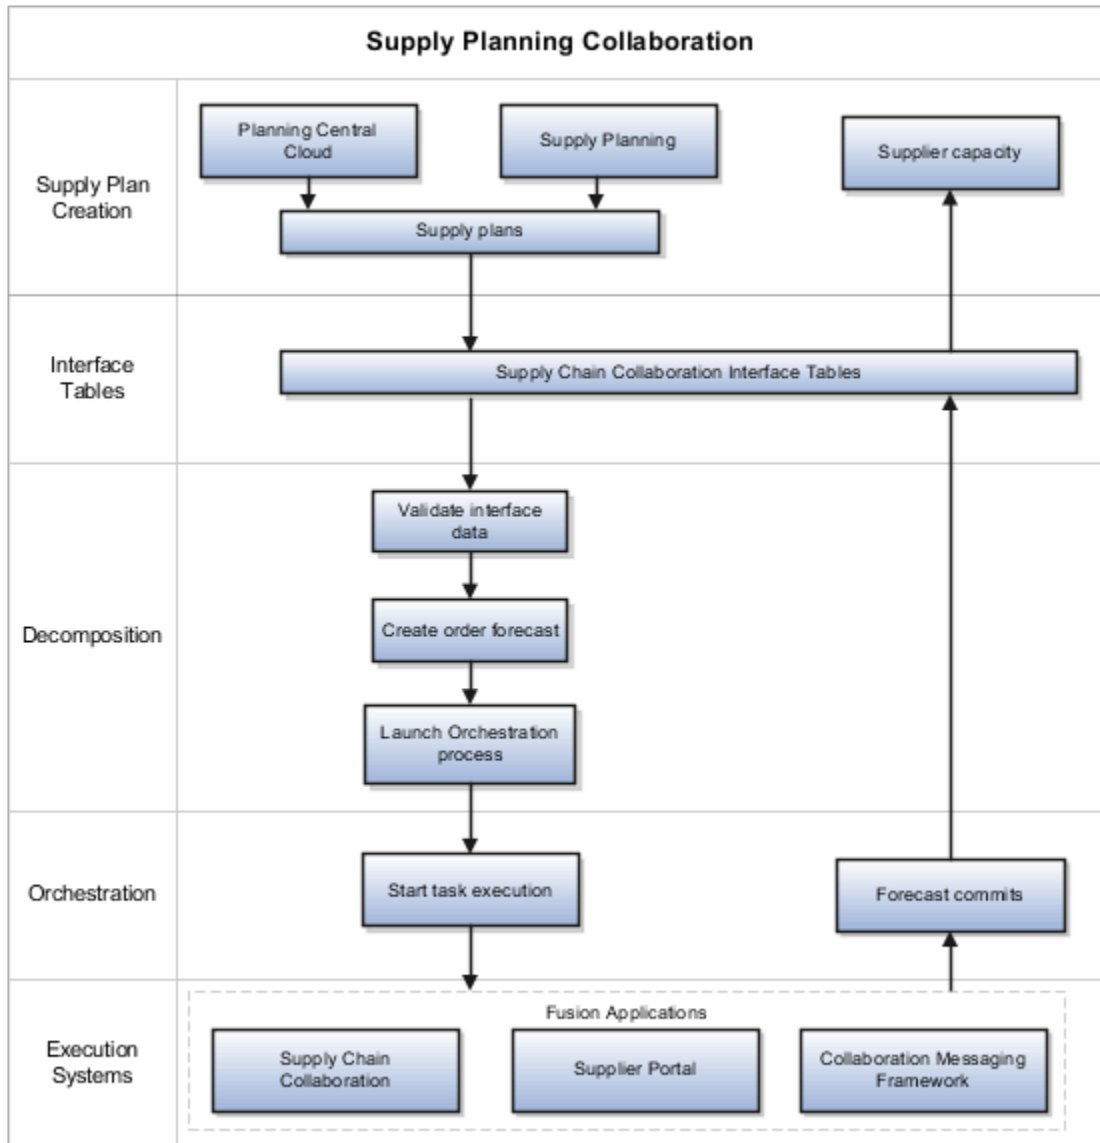 Supply Planning Collaboration
Supply Plan
Creation
Planning Central
Cloud
Supply Planning
Supplier capacity
Supply plans
Interface
Tables
Supply Chain Collaboration Interface Tables
Decomposition
Validate interface
data
Create order forecast
Launch Orchestration
process
Orchestration
Start task execution
Forecast commits
Execution
Systems
Fusion Applications
Supply Chain
Collaboration
Supplier Portal
Collaboration Messaging
Framework